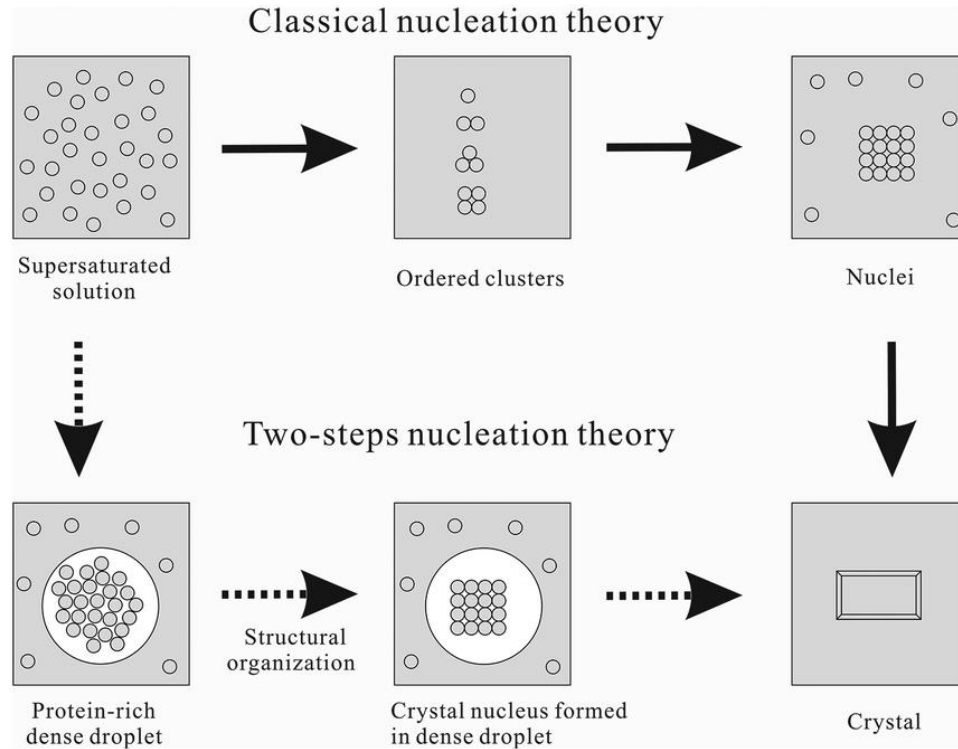 Classical nucleation theory
Supersaturated
solution
Ordered clusters
Nuclei
Two-steps nucleation theory
Structural
organization
Protein-rich
dense droplet
Crystal nucleus formed
in dense droplet
Crystal